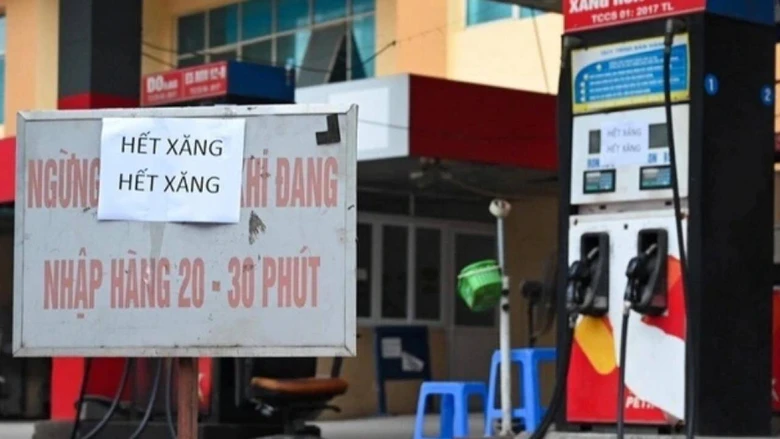 HẾT XĂNG
HẾT XĂNG
NGỪNG KHI ĐANG
NHẬP HÀNG 20 - 30 PHÚT
TCCS 01: 2017 TL
HẾT XĂNG
HẾT XĂNG
1
2